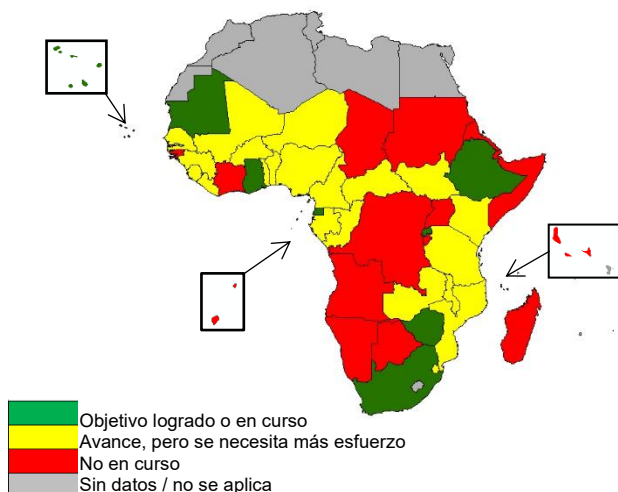 Objetivo logrado o en curso
Avance, pero se necesita más esfuerzo
No en curso
Sin datos / no se aplica